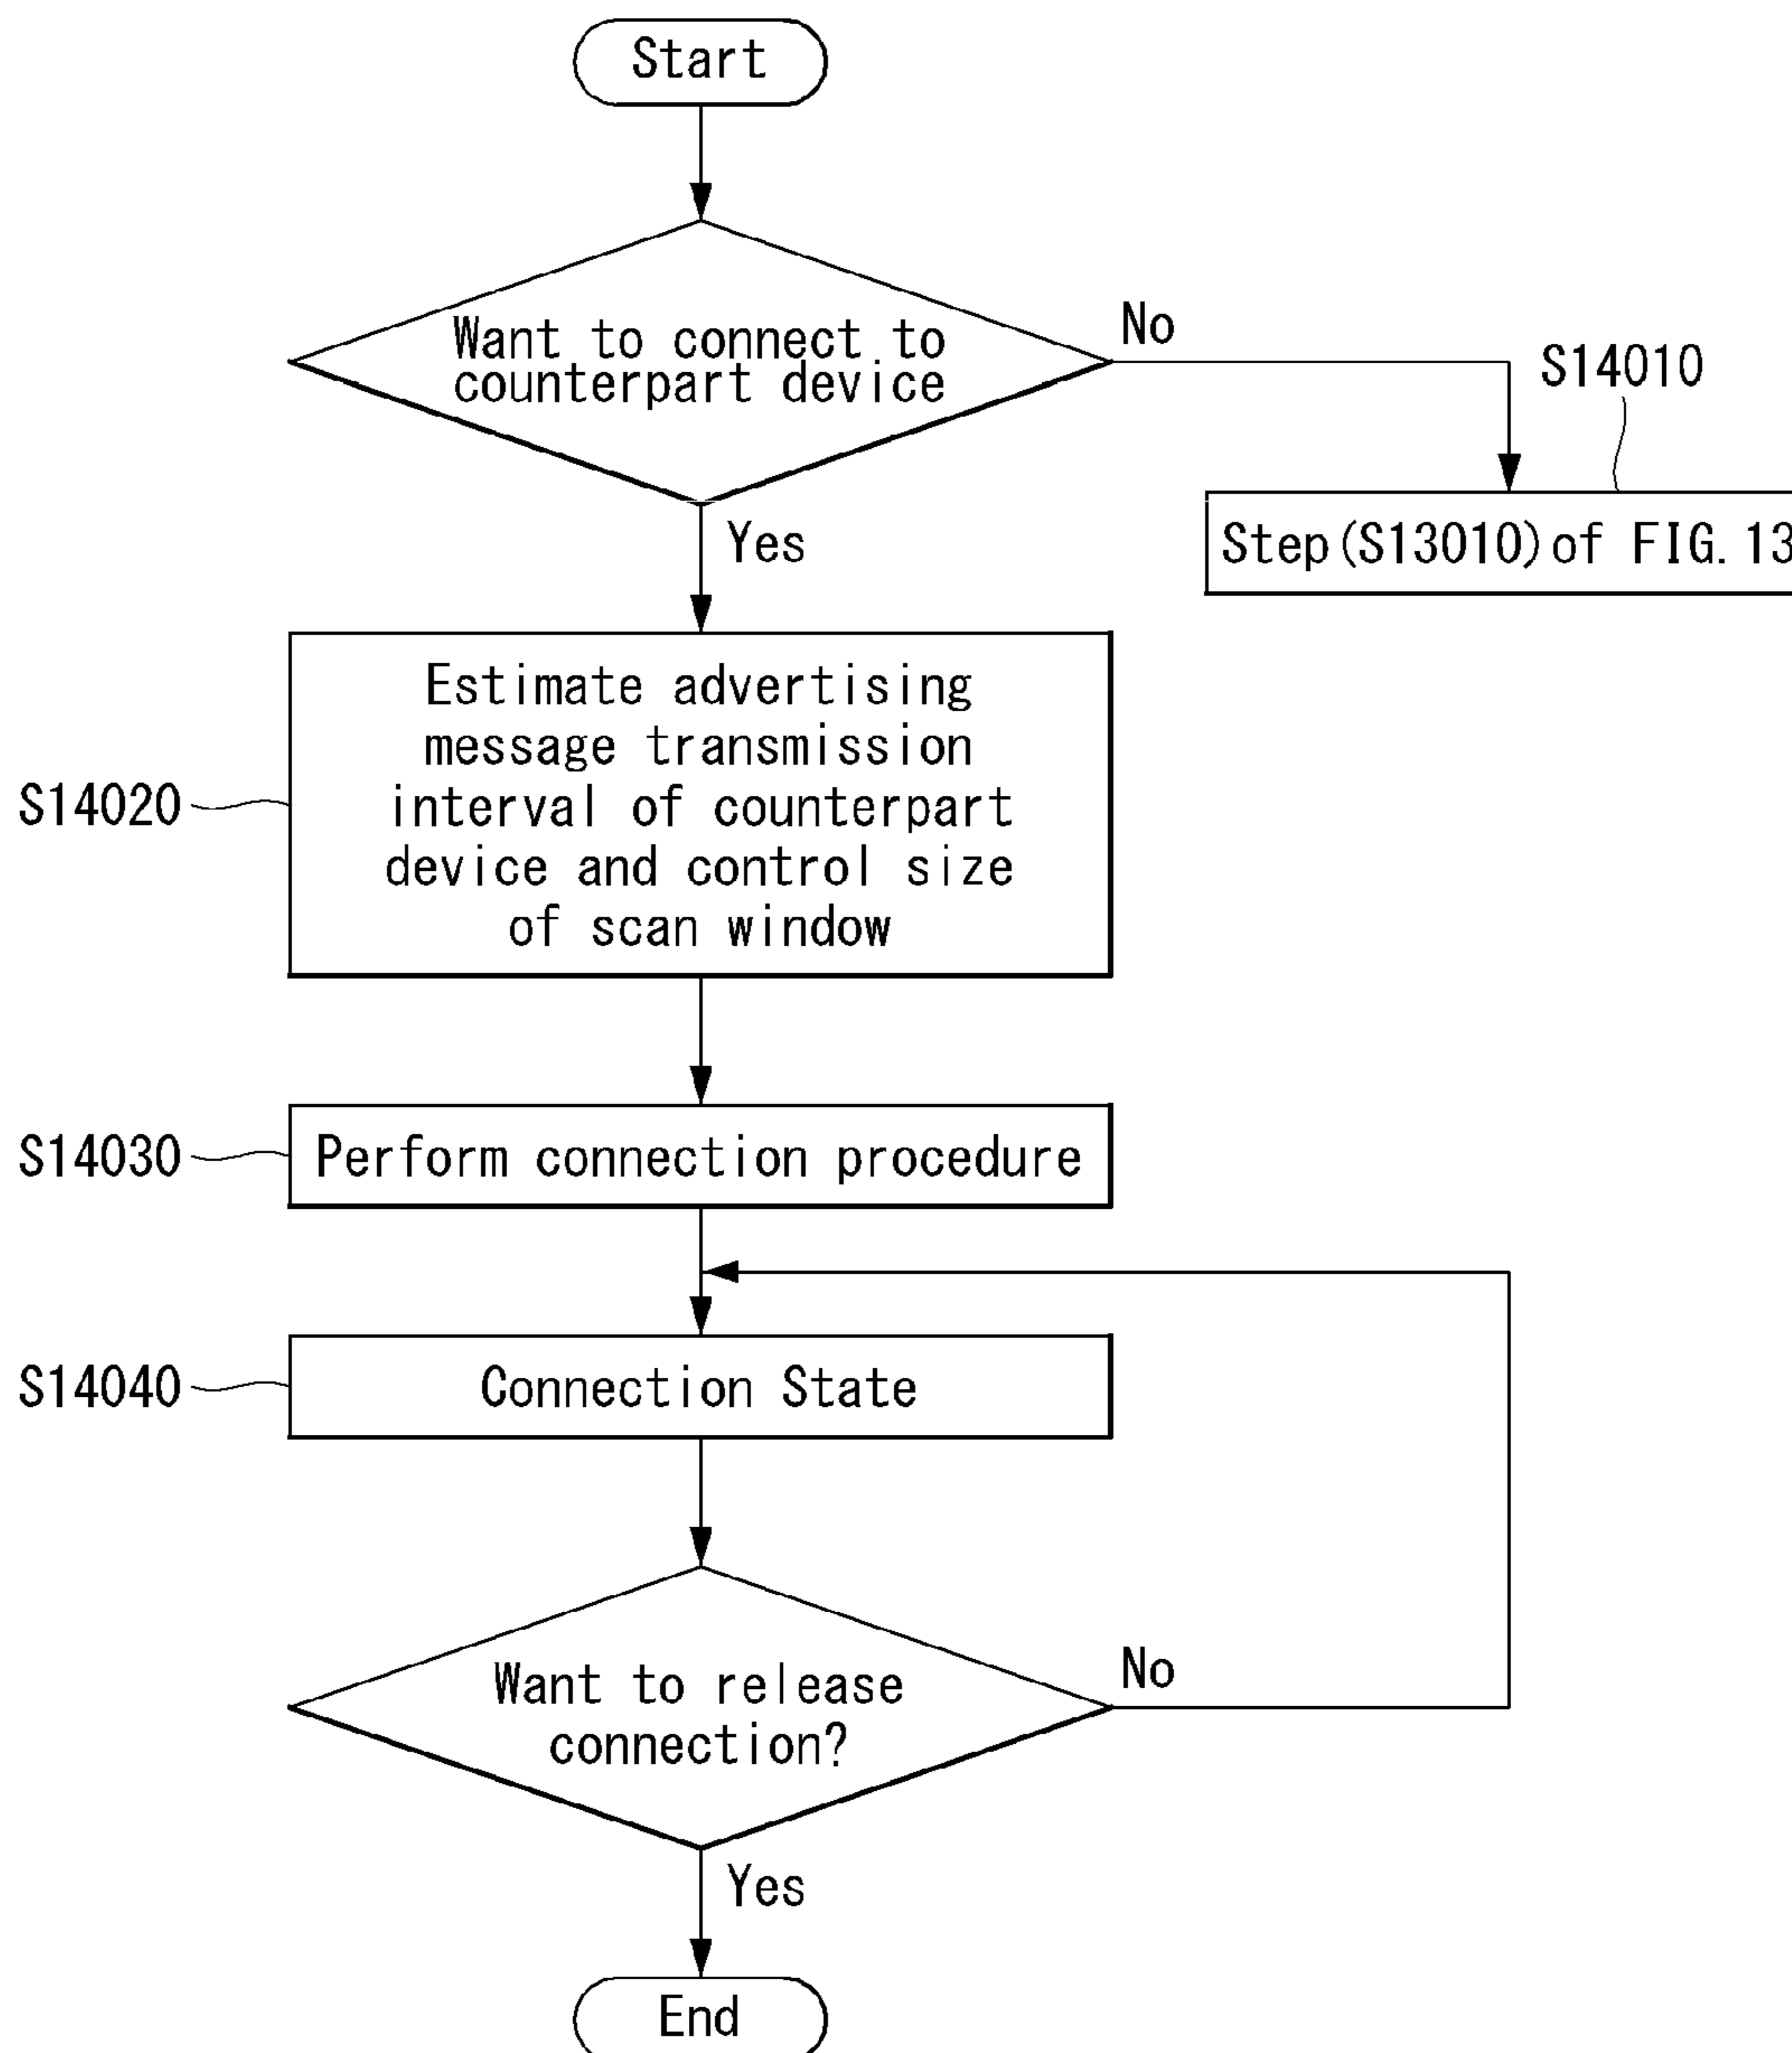 Start
Want to connect to
counterpart device
No
S14010
Step(S13010)of FIG. 13
Yes
Estimate advertising
message transmission
interval of counterpart
device and control size
of scan window
S14020
S14030
Perform connection procedure
S14040
Connection State
Want to release
connection?
No
Yes
End